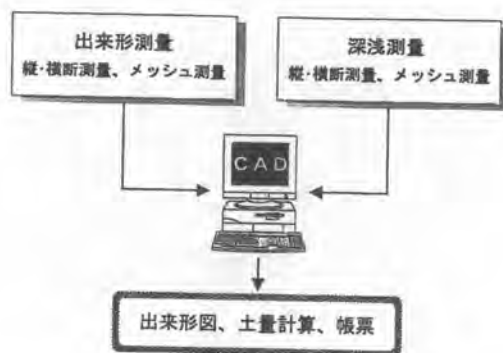 出来形測量
縦・横断測量、メッシュ測量
深浅測量
縦・横断測量、メッシュ測量
CAD
出来形図、土量計算、帳票